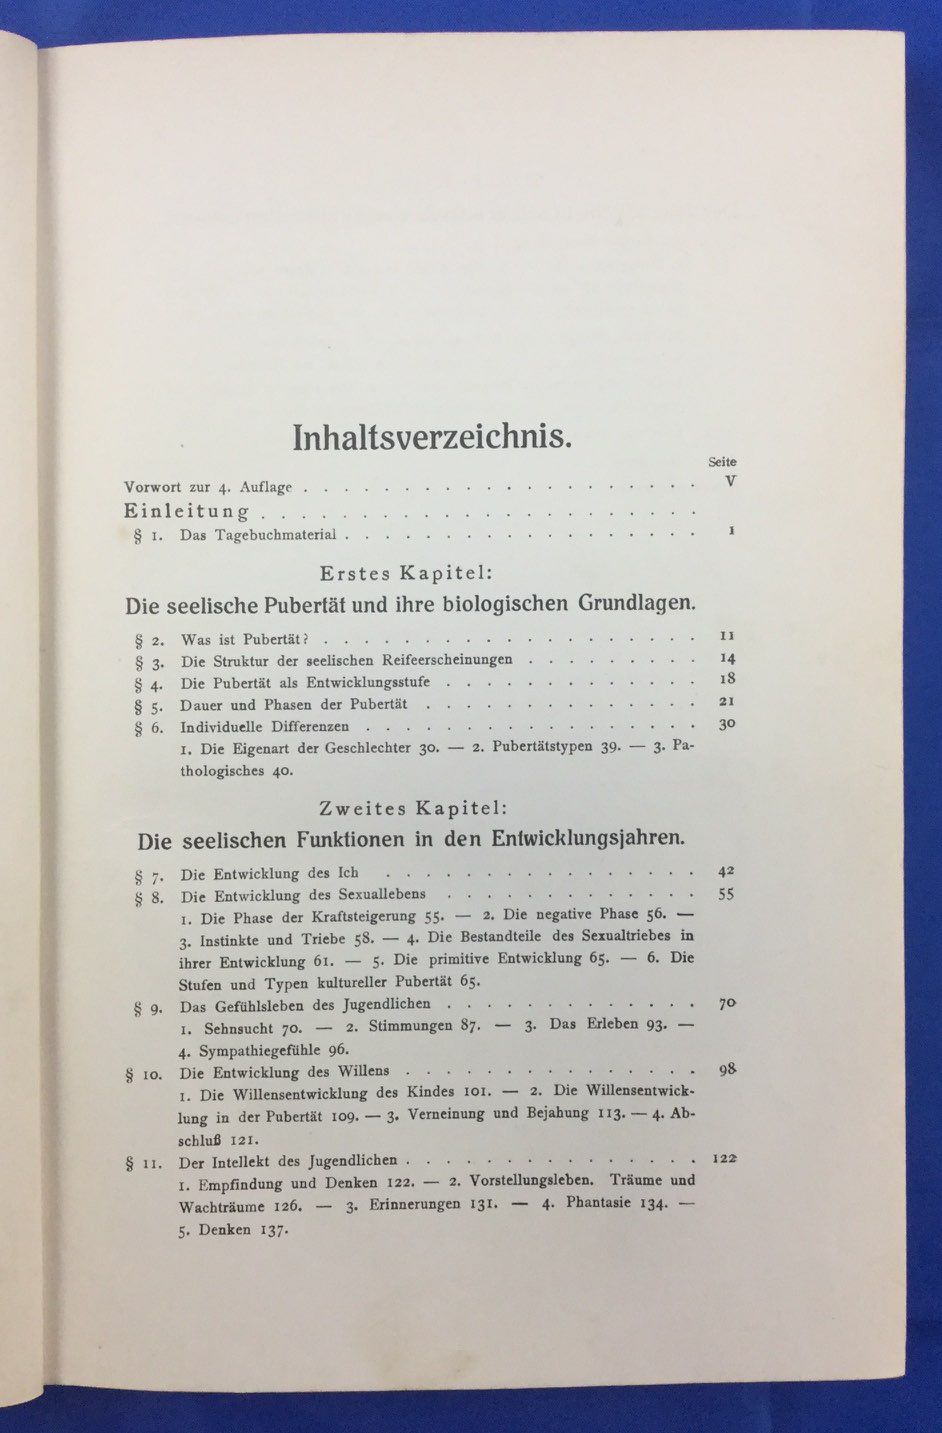 Inhaltsverzeichnis.
Seite
Vorwort zur 4. Auflage . . . . . . . . . . . . . . . . . . . . V
Einleitung . . . . . . . . . . . . . . . . . . . . . .
§ 1. Das Tagebuchmaterial . . . . . . . . . . . . . . . . . . 1
Erstes Kapitel:
Die seelische Pubertät und ihre biologischen Grundlagen.
§ 2. Was ist Pubertät? . . . . . . . . . . . . . . . . . . . 11
§ 3. Die Struktur der seelischen Reifeerscheinungen . . . . . . . . . 14
§ 4. Die Pubertät als Entwicklungsstufe . . . . . . . . . . . . . 18
§ 5. Dauer und Phasen der Pubertät . . . . . . . . . . . . . . 21
§ 6. Individuelle Differenzen . . . . . . . . . . . . . . . . . 30
1. Die Eigenart der Geschlechter 30. — 2. Pubertätstypen 39. — 3. Pa-
thologisches 40.
Zweites Kapitel:
Die seelischen Funktionen in den Entwicklungsjahren.
§ 7. Die Entwicklung des Ich . . . . . . . . . . . . . . . . 42
§ 8. Die Entwicklung des Sexuallebens . . . . . . . . . . . . . 55
1. Die Phase der Kraftsteigerung 55. — 2. Die negative Phase 56. —
3. Instinkte und Triebe 58. — 4. Die Bestandteile des Sexualtriebes in
ihrer Entwicklung 61. — 5. Die primitive Entwicklung 65. — 6. Die
Stufen und Typen kultureller Pubertät 65.
§ 9. Das Gefühlsleben des Jugendlichen . . . . . . . . . . . . . 70
1. Sehnsucht 70. — 2. Stimmungen 87. — 3. Das Erleben 93. —
4. Sympathiegefühle 96.
§ 10. Die Entwicklung des Willens . . . . . . . . . . . . . . . 98
1. Die Willensentwicklung des Kindes 101. — 2. Die Willensentwick-
lung in der Pubertät 109. — 3. Verneinung und Bejahung 113. — 4. Ab-
schluß 121.
§ 11. Der Intellekt des Jugendlichen . . . . . . . . . . . . . . . 122
1. Empfindung und Denken 122. — 2. Vorstellungsleben. Träume und
Wachträume 126. — 3. Erinnerungen 131. — 4. Phantasie 134. —
5. Denken 137.